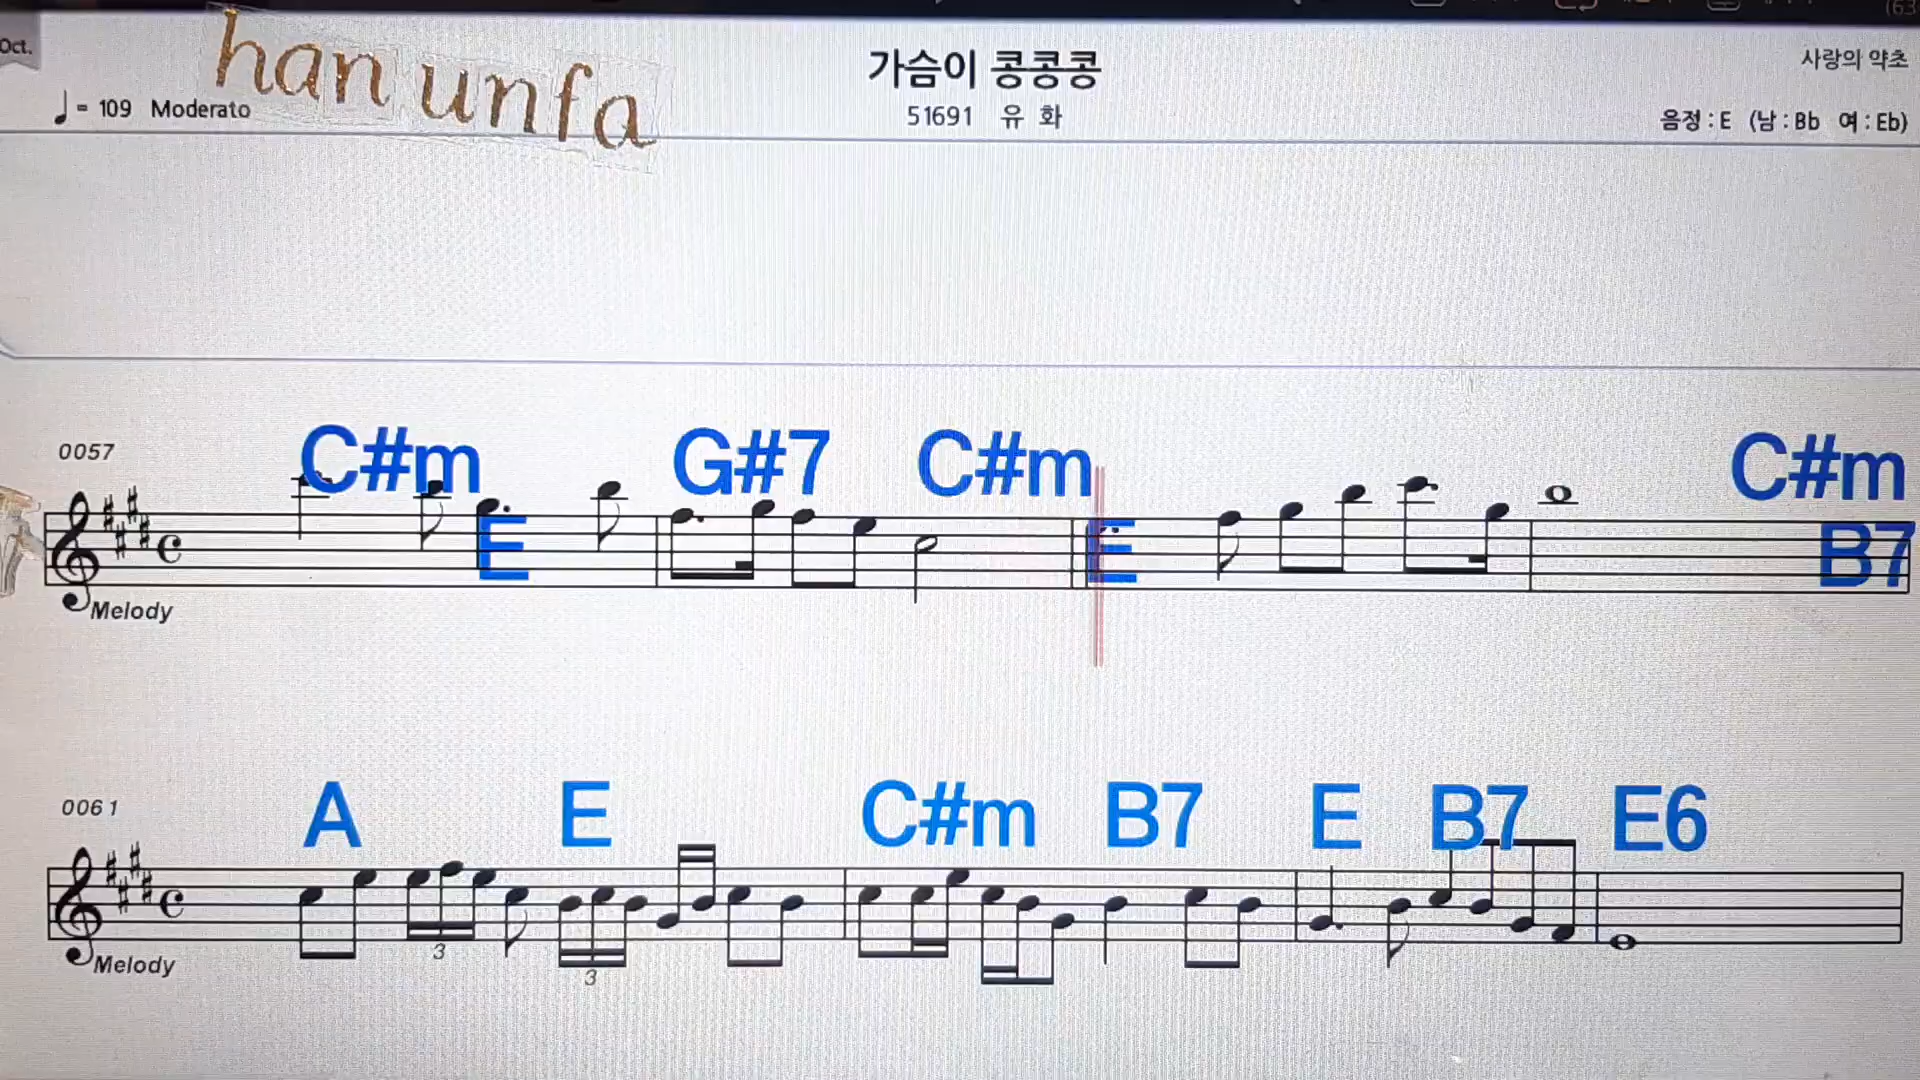 Oct.
han unfa
가슴이 콩콩콩
사랑의 약초
♩= 109 Moderato
51691 유 화
음정 : E (남 : Bb 여 : Eb)
0057
C#m G#7 C#m C#m
E E B7
Melody
0061
A E C#m B7 E B7 E6
3
3
Melody